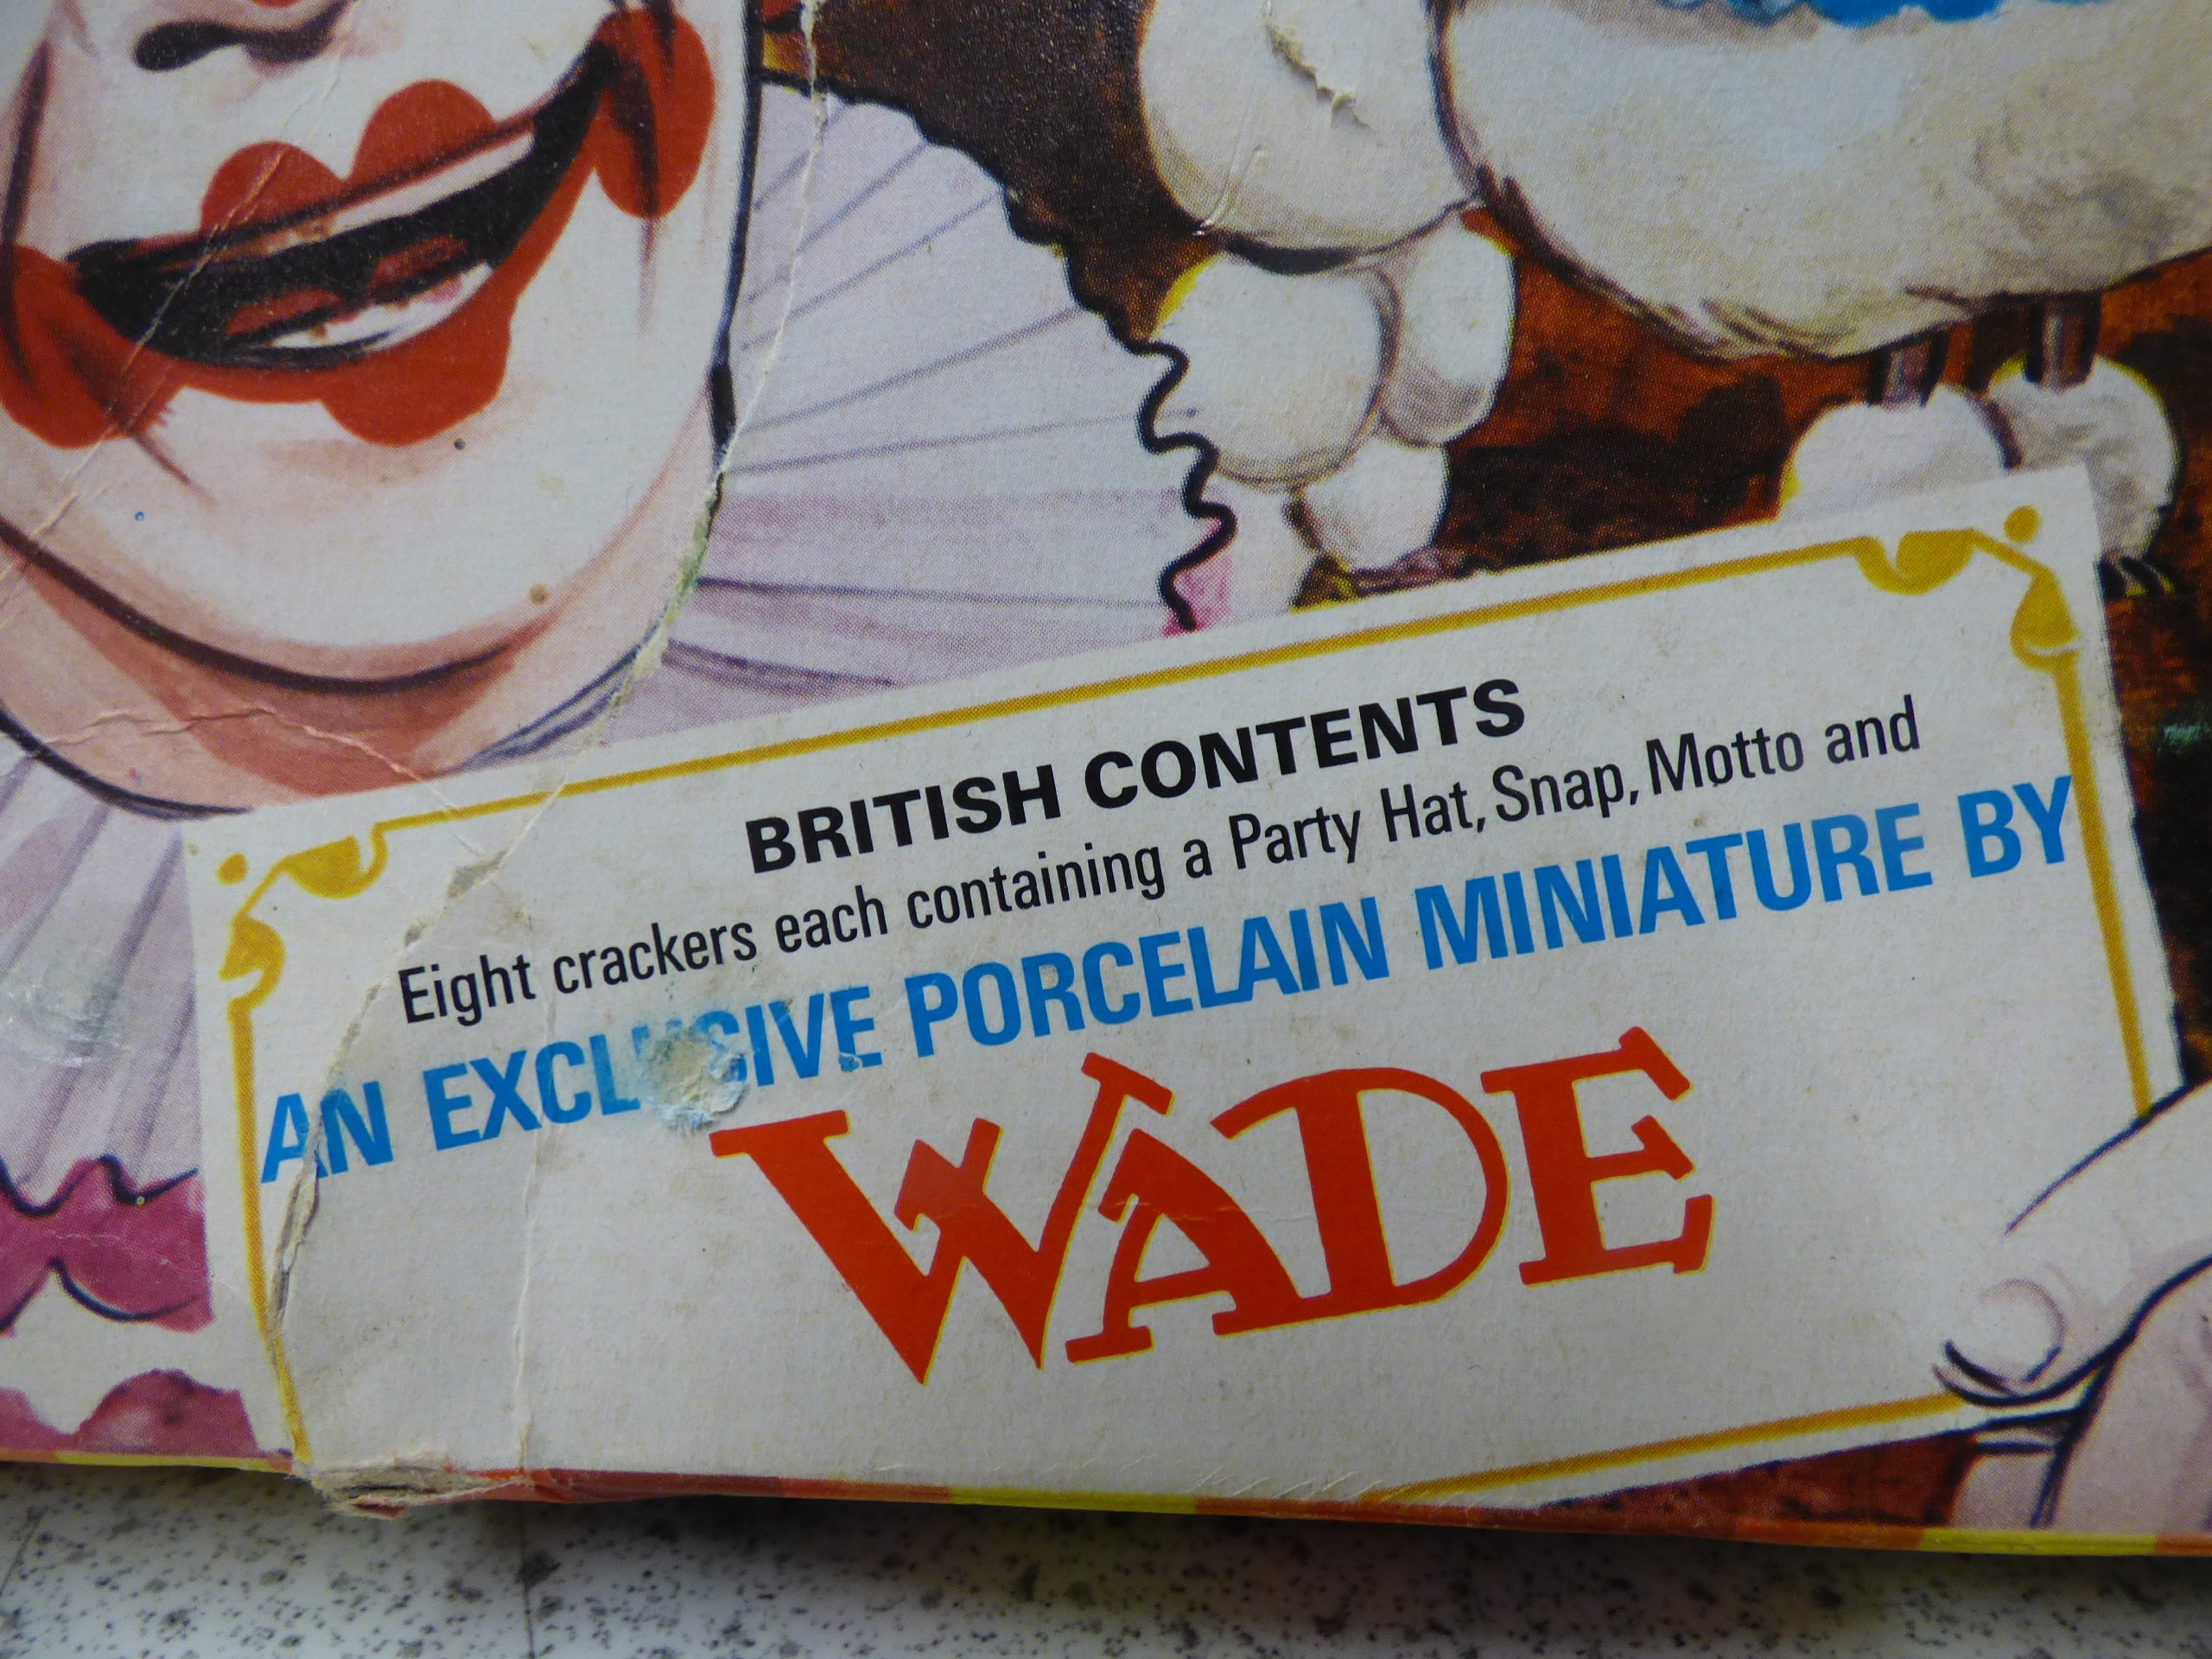 BRITISH CONTENTS
Eight crackers each containing a Party Hat, Snap, Motto and
AN EXCLUSIVE PORCELAIN MINIATURE BY
WADE